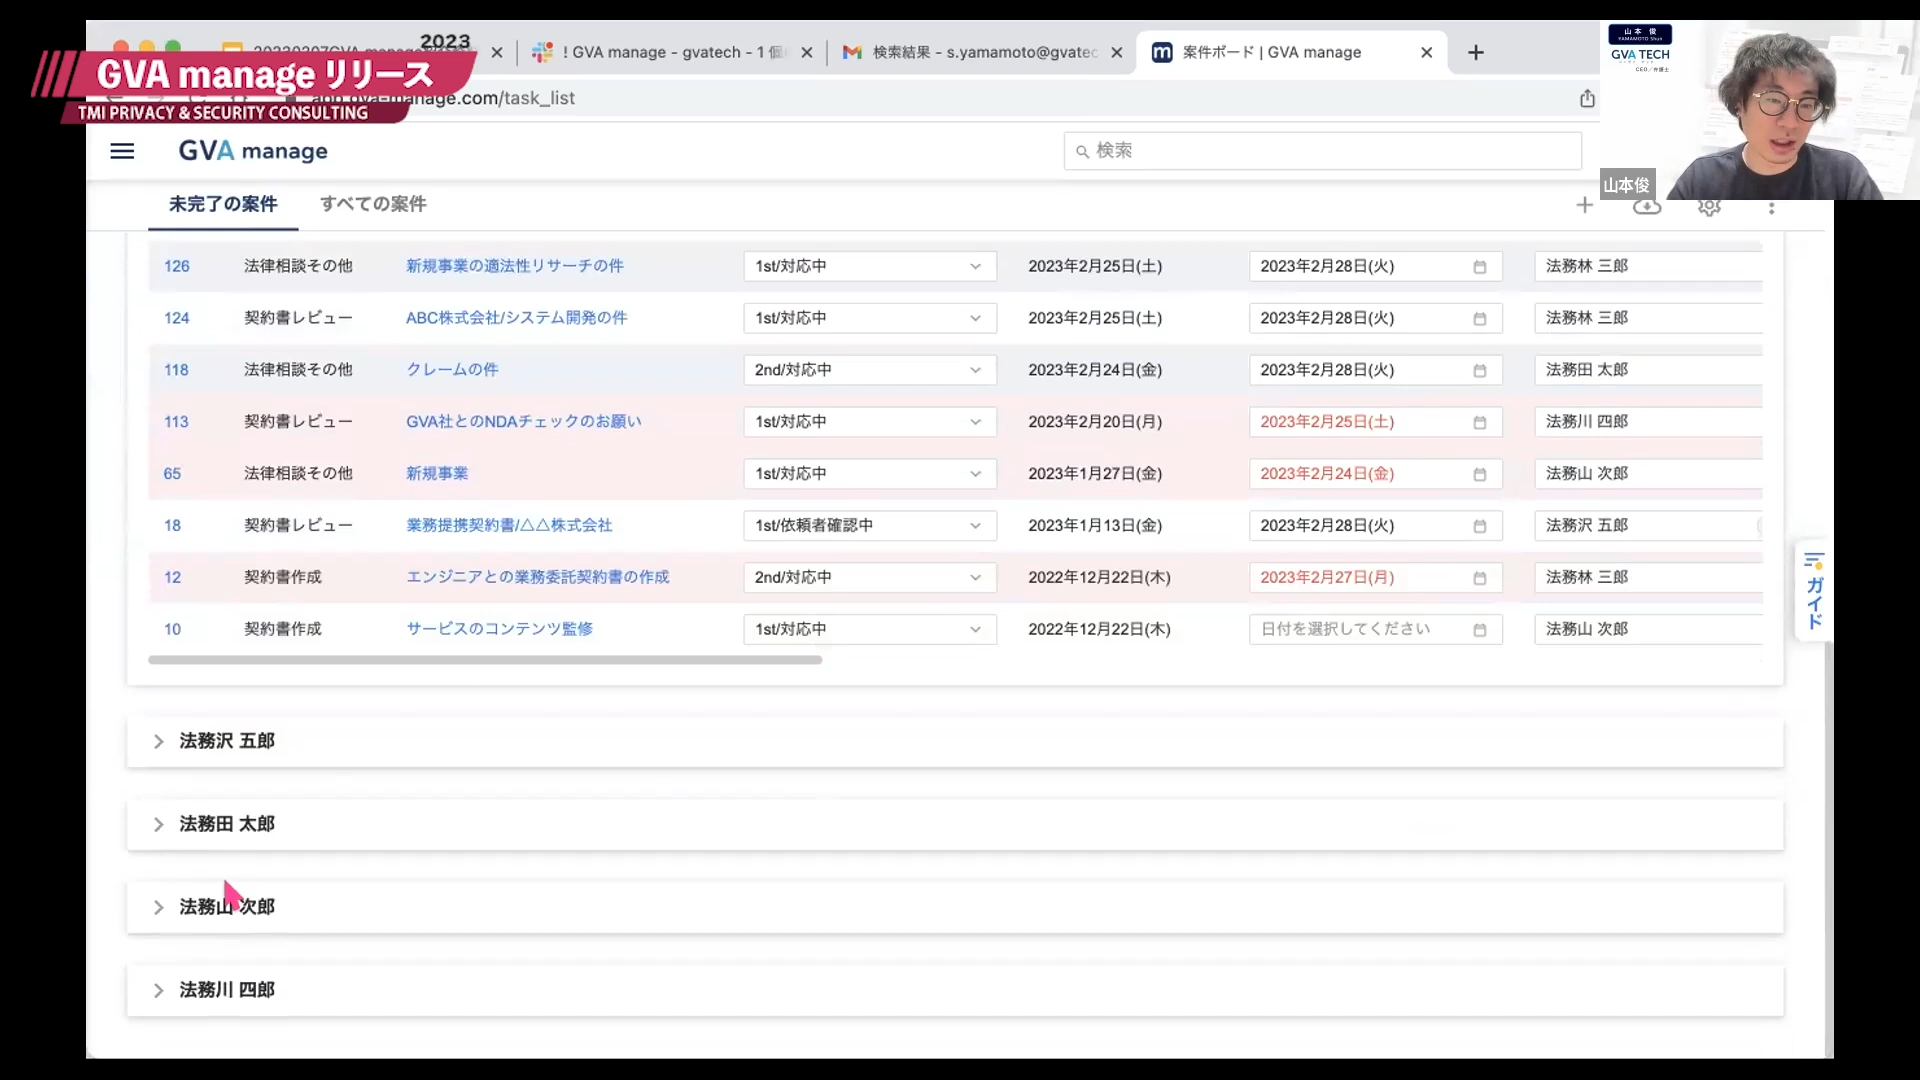 2023
GVA manage リリース
TMI PRIVACY & SECURITY CONSULTING
! GVA manage - gvatech - 1 個
検索結果 - s.yamamoto@gvatec
案件ボード | GVA manage
app.gva-manage.com/task_list
山本 俊
YAMAMOTO Shun
GVA TECH
CEO/弁護士
山本俊
GVA manage
検索
未完了の案件 すべての案件
126 法律相談その他 新規事業の適法性リサーチの件 1st/対応中 2023年2月25日(土) 2023年2月28日(火) 法務林 三郎
124 契約書レビュー ABC株式会社/システム開発の件 1st/対応中 2023年2月25日(土) 2023年2月28日(火) 法務林 三郎
118 法律相談その他 クレームの件 2nd/対応中 2023年2月24日(金) 2023年2月28日(火) 法務田 太郎
113 契約書レビュー GVA社とのNDAチェックのお願い 1st/対応中 2023年2月20日(月) 2023年2月25日(土) 法務川 四郎
65 法律相談その他 新規事業 1st/対応中 2023年1月27日(金) 2023年2月24日(金) 法務山 次郎
18 契約書レビュー 業務提携契約書/△△株式会社 1st/依頼者確認中 2023年1月13日(金) 2023年2月28日(火) 法務沢 五郎
12 契約書作成 エンジニアとの業務委託契約書の作成 2nd/対応中 2022年12月22日(木) 2023年2月27日(月) 法務林 三郎
10 契約書作成 サービスのコンテンツ監修 1st/対応中 2022年12月22日(木) 日付を選択してください 法務山 次郎
ガイド
法務沢 五郎
法務田 太郎
法務山 次郎
法務川 四郎